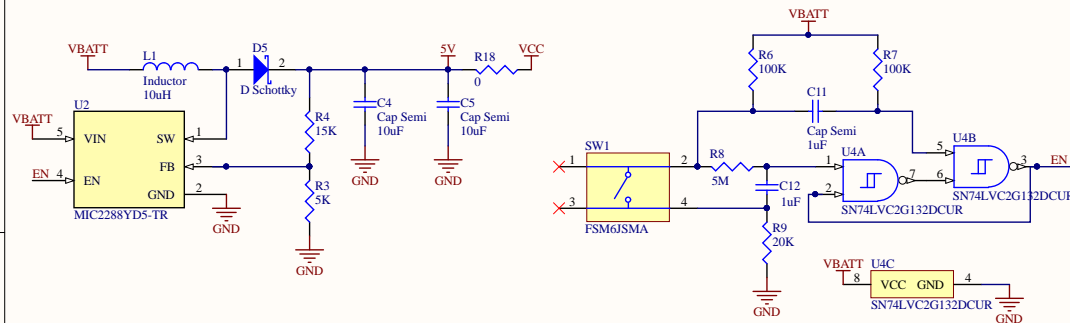 VBATT
L1
Inductor
10uH
1
D5
2
D Schottky
5V
R18
0
VCC
U2
VBATT
5
VIN
SW
1
FB
3
EN
4
EN
GND
2
MIC2288YD5-TR
GND
R4
15K
R3
5K
GND
C4
Cap Semi
10uF
GND
C5
Cap Semi
10uF
GND
VBATT
R6
100K
R7
100K
C11
Cap Semi
1uF
SW1
1
2
3
4
FSM6JSMA
R8
5M
C12
1uF
R9
20K
GND
U4A
1
2
7
SN74LVC2G132DCUR
U4B
5
6
3
EN
SN74LVC2G132DCUR
VBATT
8
U4C
VCC GND
4
SN74LVC2G132DCUR
GND